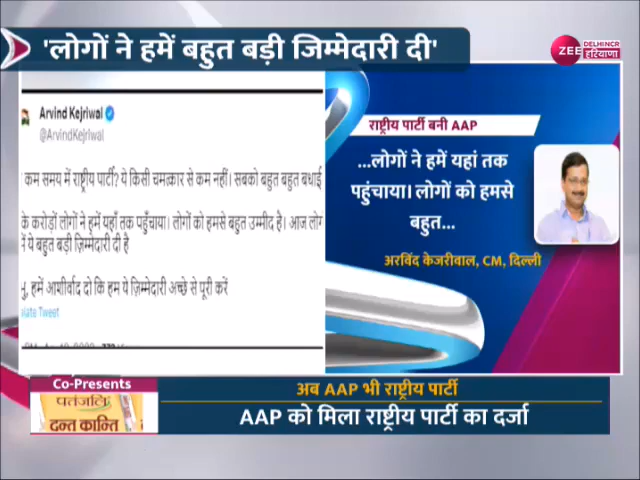 'लोगों ने हमें बहुत बड़ी जिम्मेदारी दी'
ZEE
DELHI NCR
हरियाणा
Arvind Kejriwal
@ArvindKejriwal
कम समय में राष्ट्रीय पार्टी? ये किसी चमत्कार से कम नहीं। सबको बहुत बहुत बधाई
के करोड़ों लोगों ने हमें यहाँ तक पहुँचाया। लोगों को हमसे बहुत उम्मीद है। आज लोग
ये बहुत बड़ी ज़िम्मेदारी दी है
हमें आशीर्वाद दो कि हम ये ज़िम्मेदारी अच्छे से पूरी करें
Tweet
राष्ट्रीय पार्टी बनी AAP
...लोगों ने हमें यहां तक
पहुंचाया। लोगों को हमसे
बहुत...
अरविंद केजरीवाल, CM, दिल्ली
Co-Presents
पतंजलि
दन्त कान्ति
अब AAP भी राष्ट्रीय पार्टी
AAP को मिला राष्ट्रीय पार्टी का दर्जा